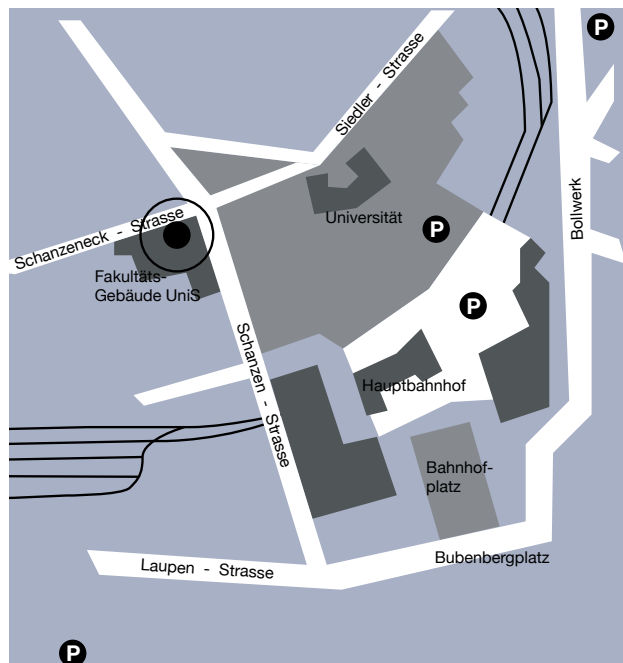 P
Siedler - Strasse
Bollwerk
Schanzeneck - Strasse
Universität
P
Fakultäts-
Gebäude UniS
P
Schanzen - Strasse
Hauptbahnhof
Bahnhof-
platz
Bubenbergplatz
Laupen - Strasse
P